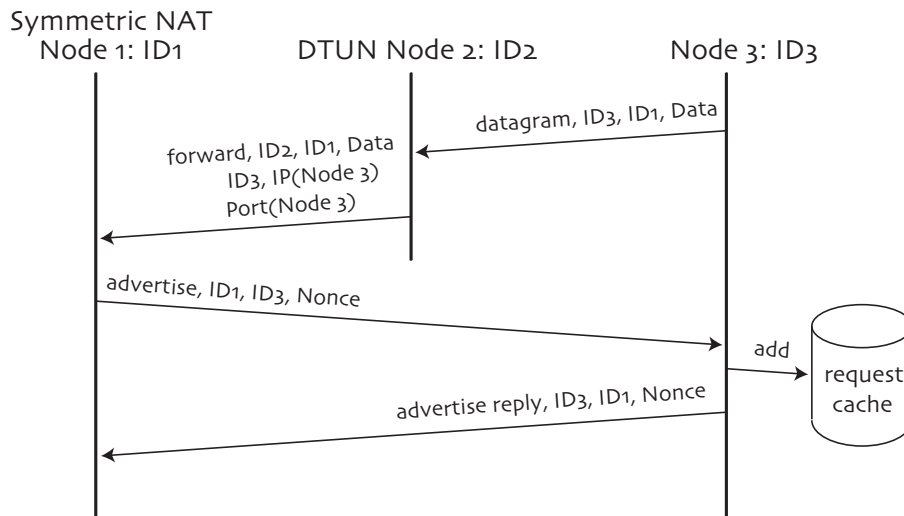 Symmetric NAT
Node 1: ID1
DTUN Node 2: ID2
Node 3: ID3
datagram, ID3, ID1, Data
forward, ID2, ID1, Data
ID3, IP(Node 3)
Port(Node 3)
advertise, ID1, ID3, Nonce
add
request
cache
advertise reply, ID3, ID1, Nonce